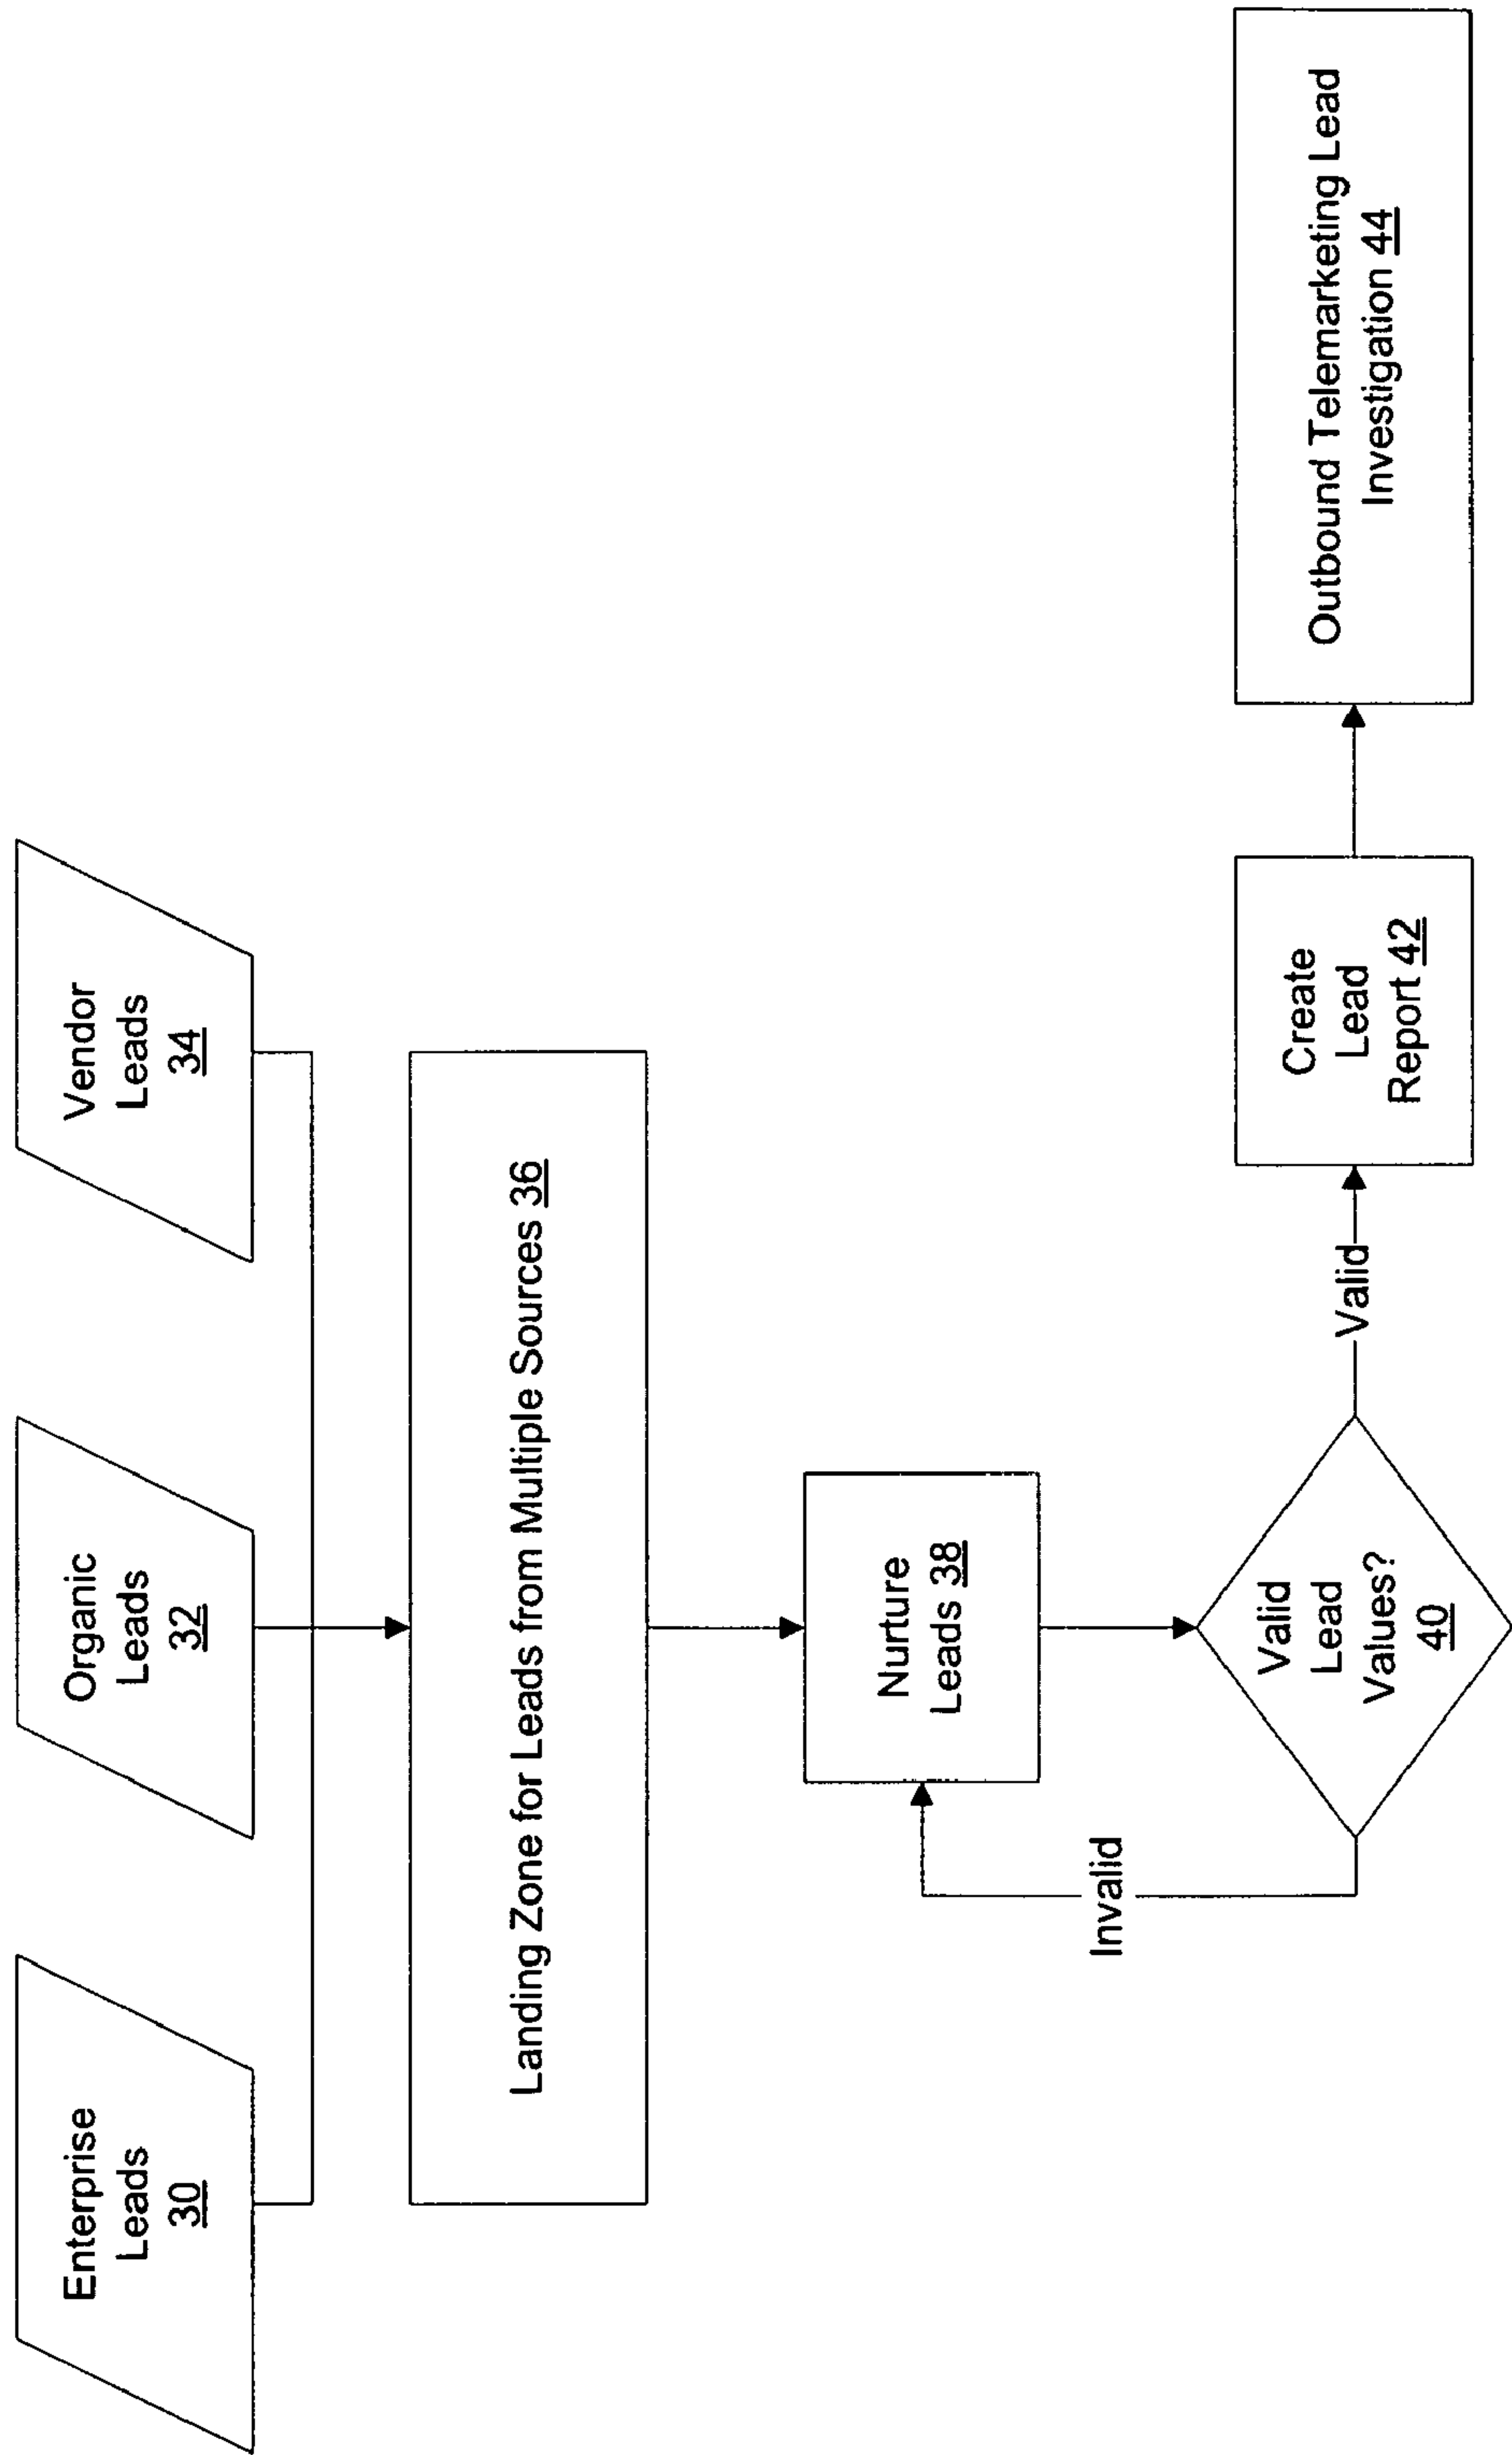 Enterprise
Leads
30
Organic
Leads
32
Vendor
Leads
34
Landing Zone for Leads from Multiple Sources 36
Nurture
Leads 38
Invalid
Valid
Lead
Values?
40
Valid
Create
Lead
Report 42
Outbound Telemarketing Lead
Investigation 44